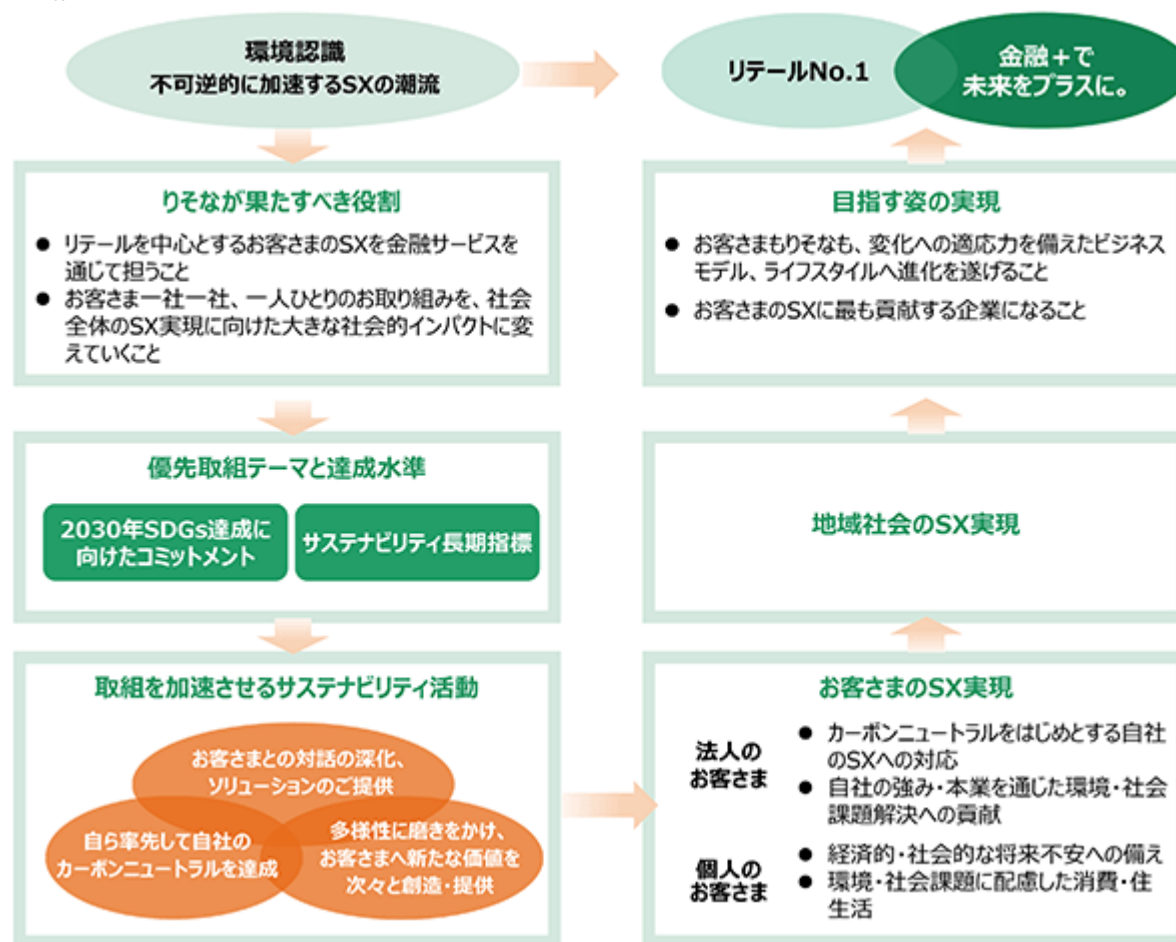 環境認識
不可逆的に加速するSXの潮流
リテールNo.1
金融+で
未来をプラスに。
りそなが果たすべき役割
● リテールを中心とするお客さまのSXを金融サービスを
通じて担うこと
● お客さま一社一社、一人ひとりのお取り組みを、社会
全体のSX実現に向けた大きな社会的インパクトに変
えていくこと
優先取組テーマと達成水準
2030年SDGs達成に
向けたコミットメント
サステナビリティ長期指標
取組を加速させるサステナビリティ活動
お客さまとの対話の深化、
ソリューションのご提供
自ら率先して自社の
カーボンニュートラルを達成
多様性に磨きをかけ、
お客さまへ新たな価値を
次々と創造・提供
目指す姿の実現
● お客さまもりそなも、変化への適応力を備えたビジネス
モデル、ライフスタイルへ進化を遂げること
● お客さまのSXに最も貢献する企業になること
地域社会のSX実現
お客さまのSX実現
法人の
お客さま
● カーボンニュートラルをはじめとする自社
のSXへの対応
● 自社の強み・本業を通じた環境・社会
課題解決への貢献
個人の
お客さま
● 経済的・社会的な将来不安への備え
● 環境・社会課題に配慮した消費・住
生活